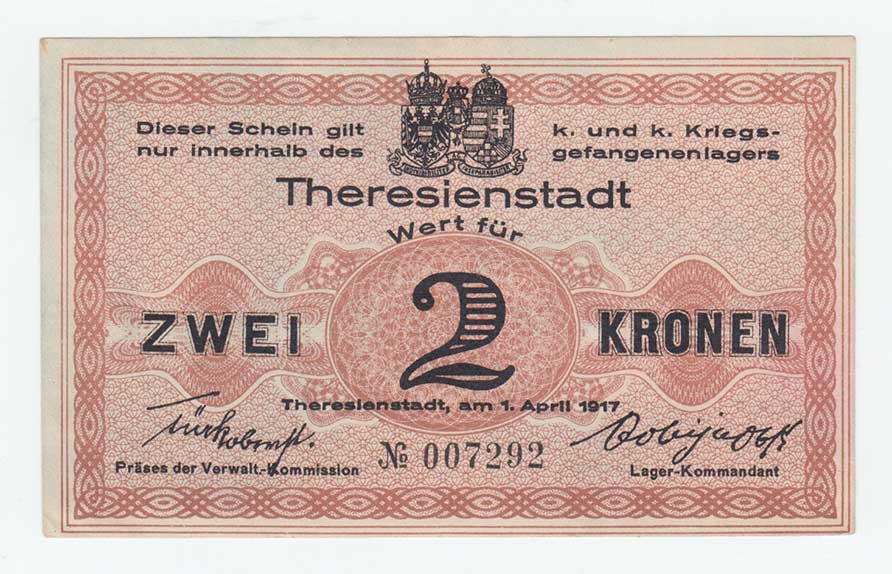 Dieser Schein gilt k. und k. Kriegs-
nur innerhalb des gefangenenlagers
Theresienstadt
Wert für
2
ZWEI KRONEN
Theresienstadt, am 1. April 1917
Präses der Verwalt.-Kommission № 007292 Lager-Kommandant